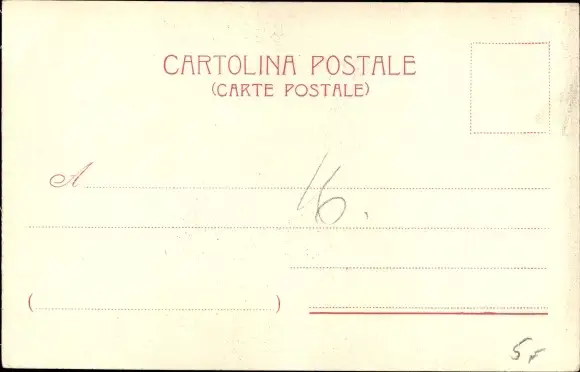 CARTOLINA POSTALE
(CARTE POSTALE)
A
16.
( )
5F